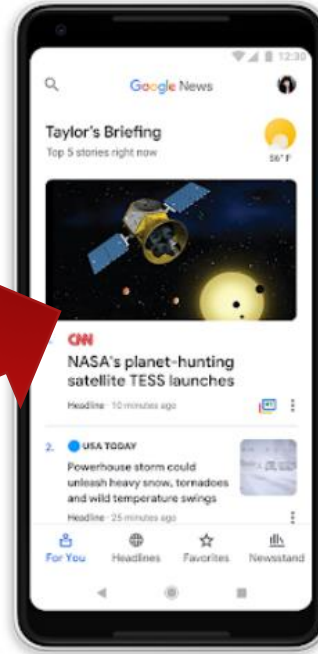 12:30
Google News
Taylor's Briefing
Top 5 stories right now
56° F
CNN
NASA's planet-hunting
satellite TESS launches
Headline · 10 minutes ago
2. USA TODAY
Powerhouse storm could
unleash heavy snow, tornadoes
and wild temperature swings
Headline · 25 minutes ago
For You Headlines Favorites Newsstand